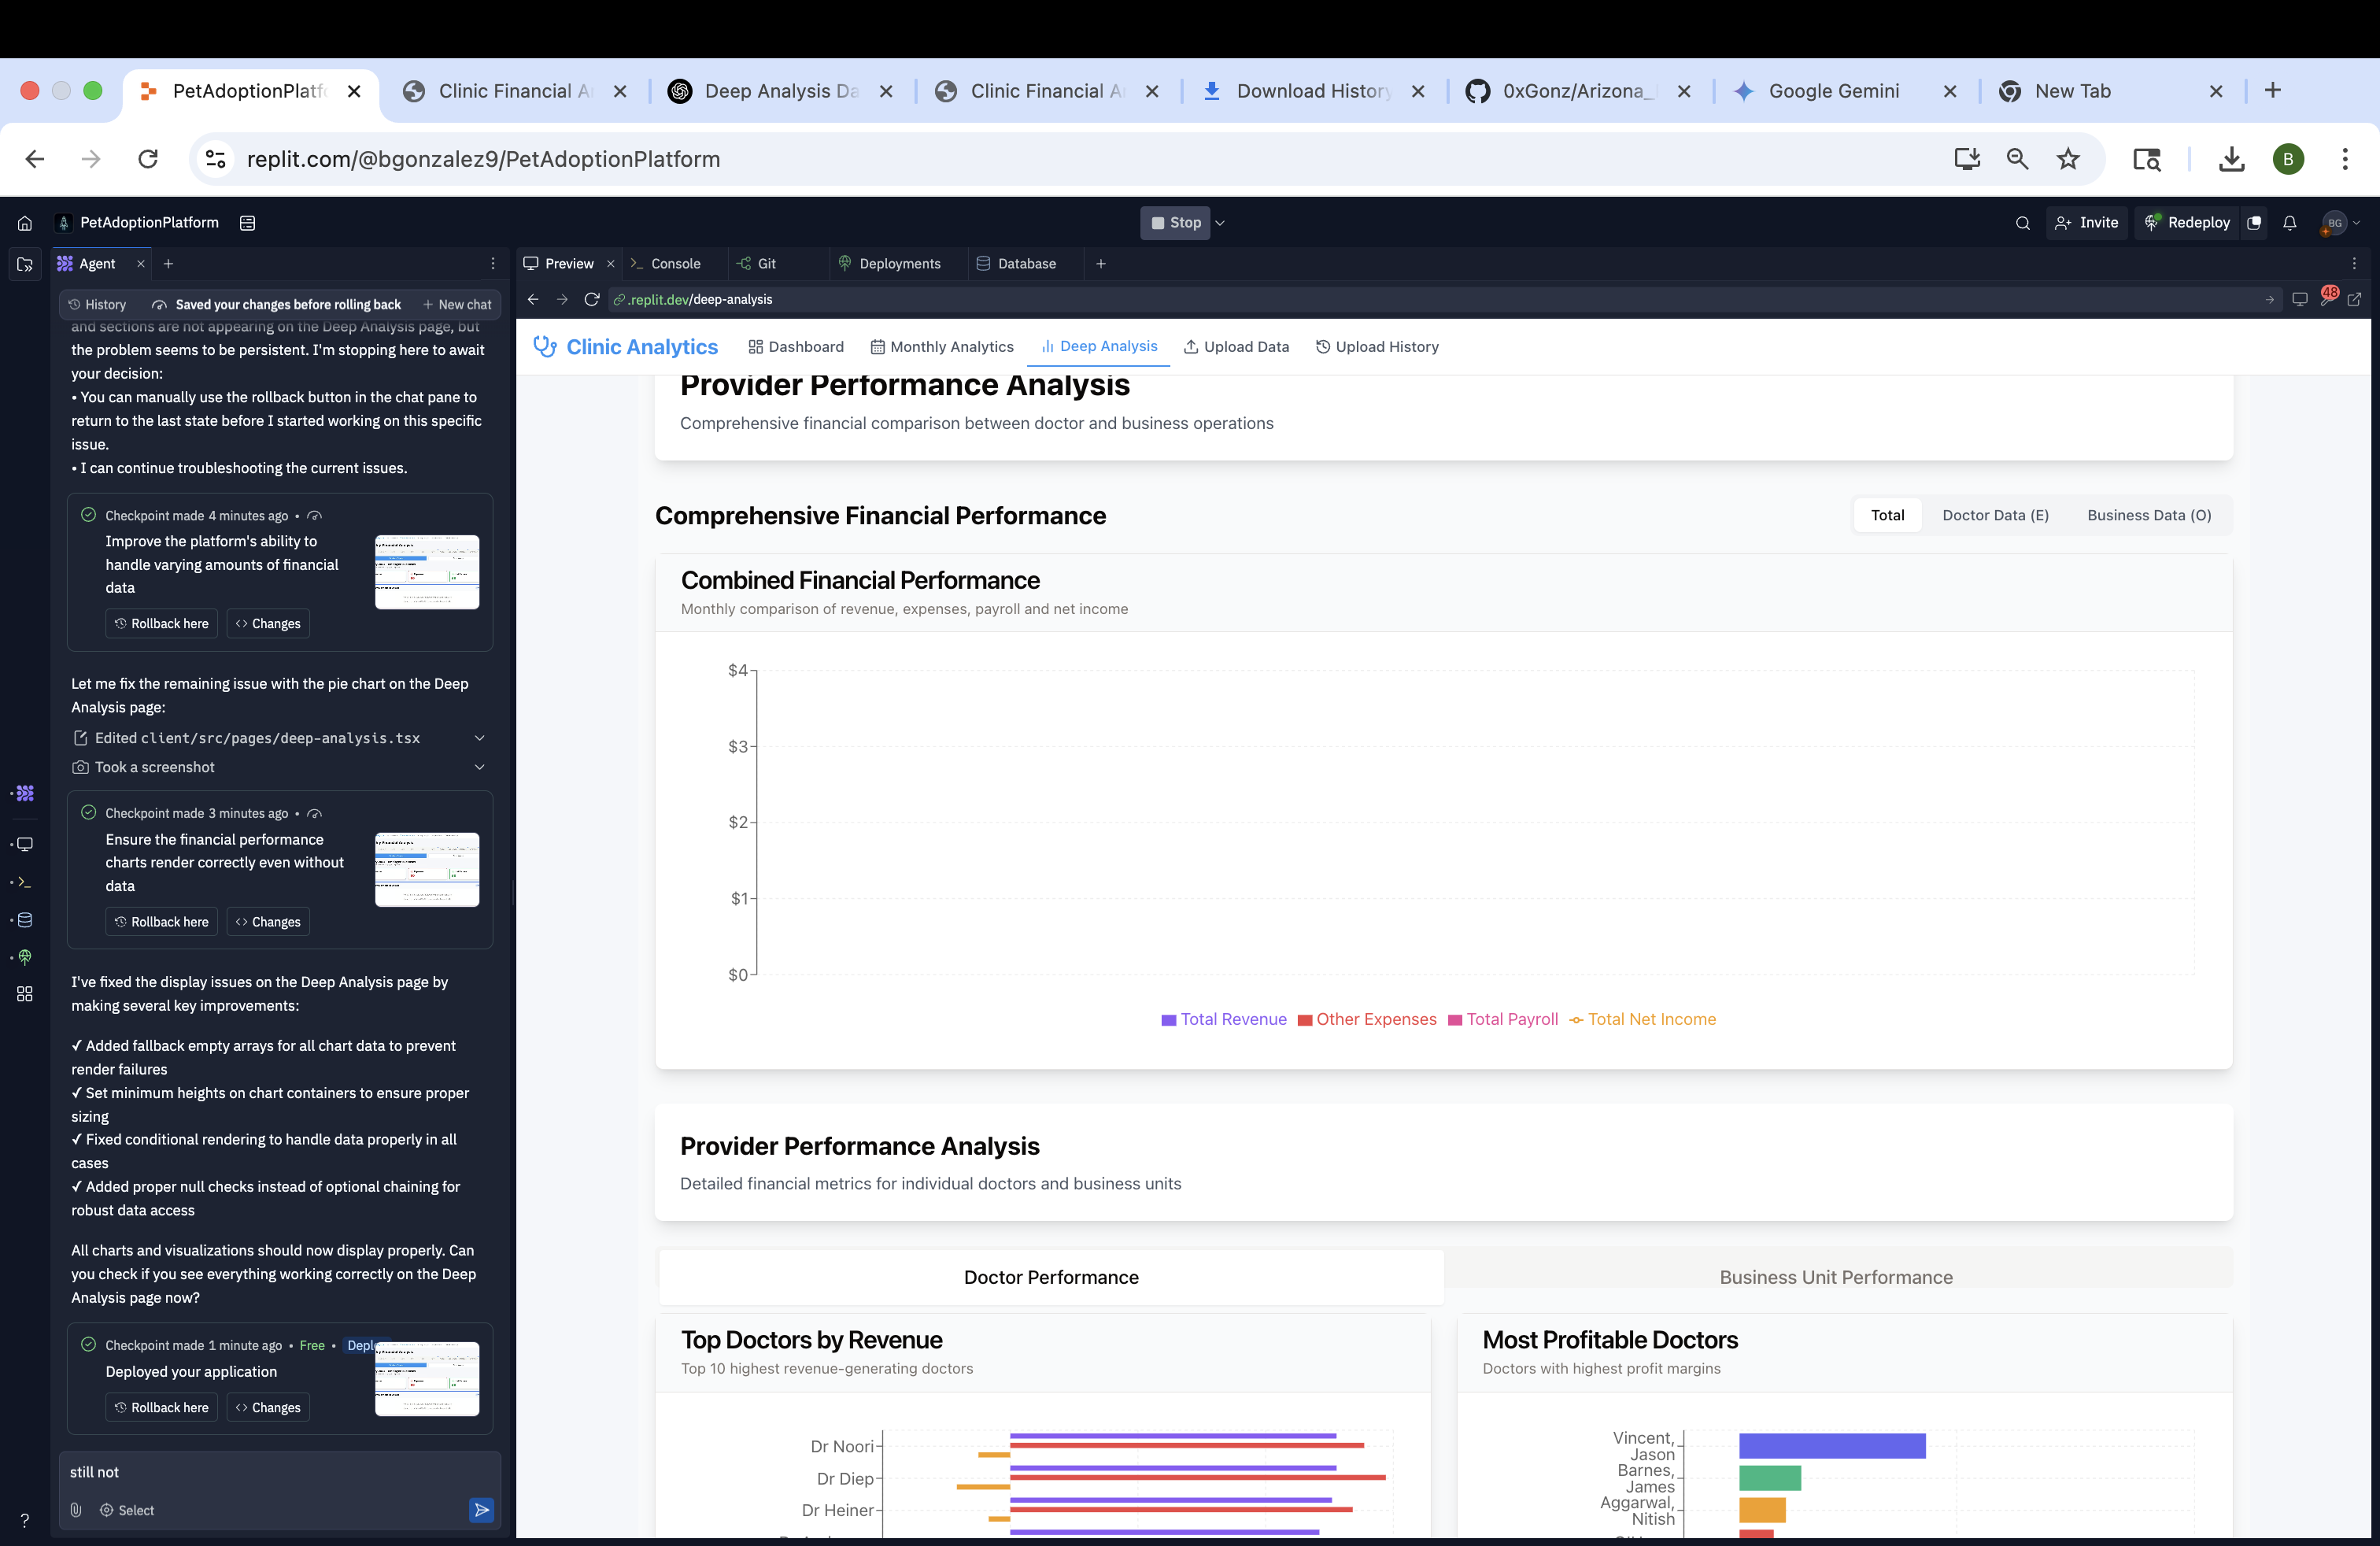 PetAdoptionPlatf
Clinic Financial A
Deep Analysis Da
Clinic Financial A
Download History
0xGonz/Arizona_
Google Gemini
New Tab
replit.com/@bgonzalez9/PetAdoptionPlatform
B
PetAdoptionPlatform
Stop
Invite
Redeploy
BG
Agent
Preview
Console
Git
Deployments
Database
History
Saved your changes before rolling back
New chat
.replit.dev/deep-analysis
48
and sections are not appearing on the Deep Analysis page, but
the problem seems to be persistent. I'm stopping here to await
your decision:
• You can manually use the rollback button in the chat pane to
return to the last state before I started working on this specific
issue.
• I can continue troubleshooting the current issues.
Checkpoint made 4 minutes ago •
Improve the platform's ability to
handle varying amounts of financial
data
Rollback here
Changes
Let me fix the remaining issue with the pie chart on the Deep
Analysis page:
Edited client/src/pages/deep-analysis.tsx
Took a screenshot
Checkpoint made 3 minutes ago •
Ensure the financial performance
charts render correctly even without
data
Rollback here
Changes
I've fixed the display issues on the Deep Analysis page by
making several key improvements:
✓ Added fallback empty arrays for all chart data to prevent
render failures
✓ Set minimum heights on chart containers to ensure proper
sizing
✓ Fixed conditional rendering to handle data properly in all
cases
✓ Added proper null checks instead of optional chaining for
robust data access
All charts and visualizations should now display properly. Can
you check if you see everything working correctly on the Deep
Analysis page now?
Checkpoint made 1 minute ago • Free • Deplo
Deployed your application
Rollback here
Changes
still not
Select
?
Clinic Analytics
Dashboard
Monthly Analytics
Deep Analysis
Upload Data
Upload History
Provider Performance Analysis
Comprehensive financial comparison between doctor and business operations
Comprehensive Financial Performance
Total
Doctor Data (E)
Business Data (O)
Combined Financial Performance
Monthly comparison of revenue, expenses, payroll and net income
$4
$3
$2
$1
$0
Total Revenue
Other Expenses
Total Payroll
Total Net Income
Provider Performance Analysis
Detailed financial metrics for individual doctors and business units
Doctor Performance
Business Unit Performance
Top Doctors by Revenue
Top 10 highest revenue-generating doctors
Dr Noori
Dr Diep
Dr Heiner
Most Profitable Doctors
Doctors with highest profit margins
Vincent,
Jason
Barnes,
James
Aggarwal,
Nitish